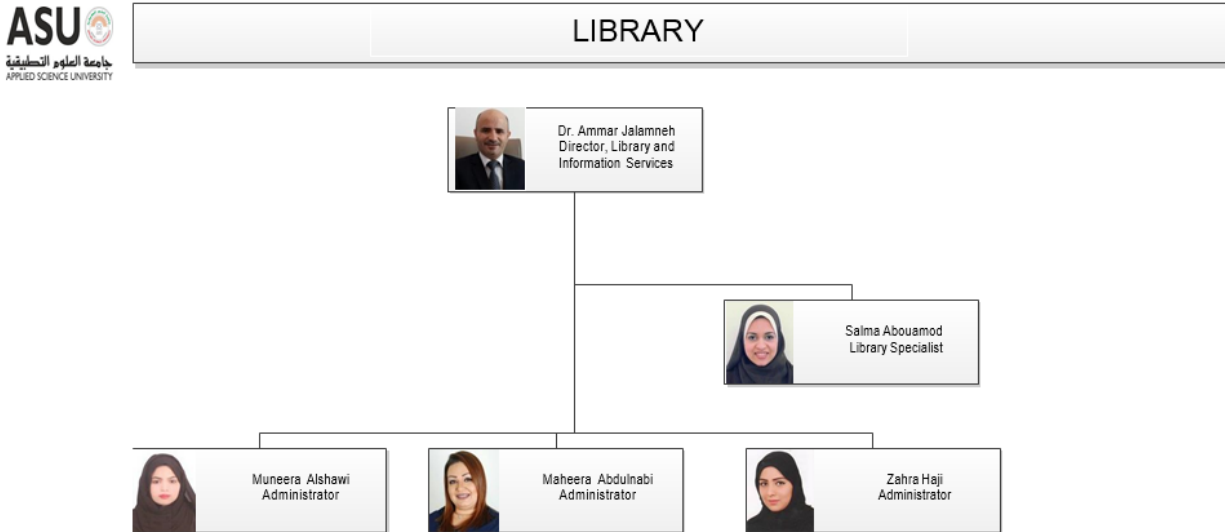 ASU
جامعة العلوم التطبيقية
APPLIED SCIENCE UNIVERSITY
LIBRARY
Dr. Ammar Jalamneh
Director, Library and
Information Services
Salma Abouamod
Library Specialist
Muneera Alshawi
Administrator
Maheera Abdulnabi
Administrator
Zahra Haji
Administrator